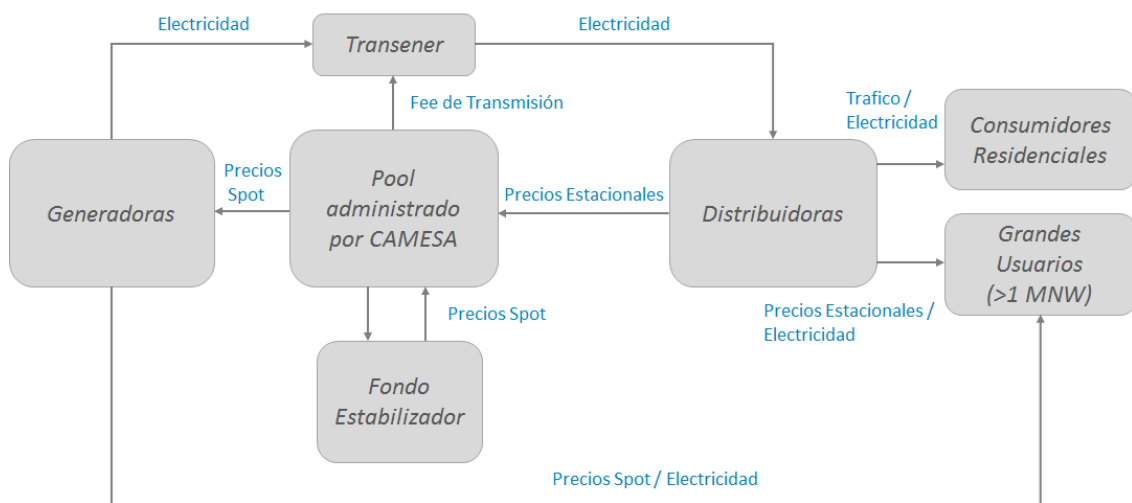 Electricidad
Electricidad
Transener
Fee de Transmisión
Trafico /
Electricidad
Consumidores
Residenciales
Generadoras
Precios
Spot
Pool
administrado
por CAMESA
Precios Estacionales
Distribuidoras
Grandes
Usuarios
(>1 MNW)
Precios Estacionales /
Electricidad
Precios Spot
Fondo
Estabilizador
Precios Spot / Electricidad